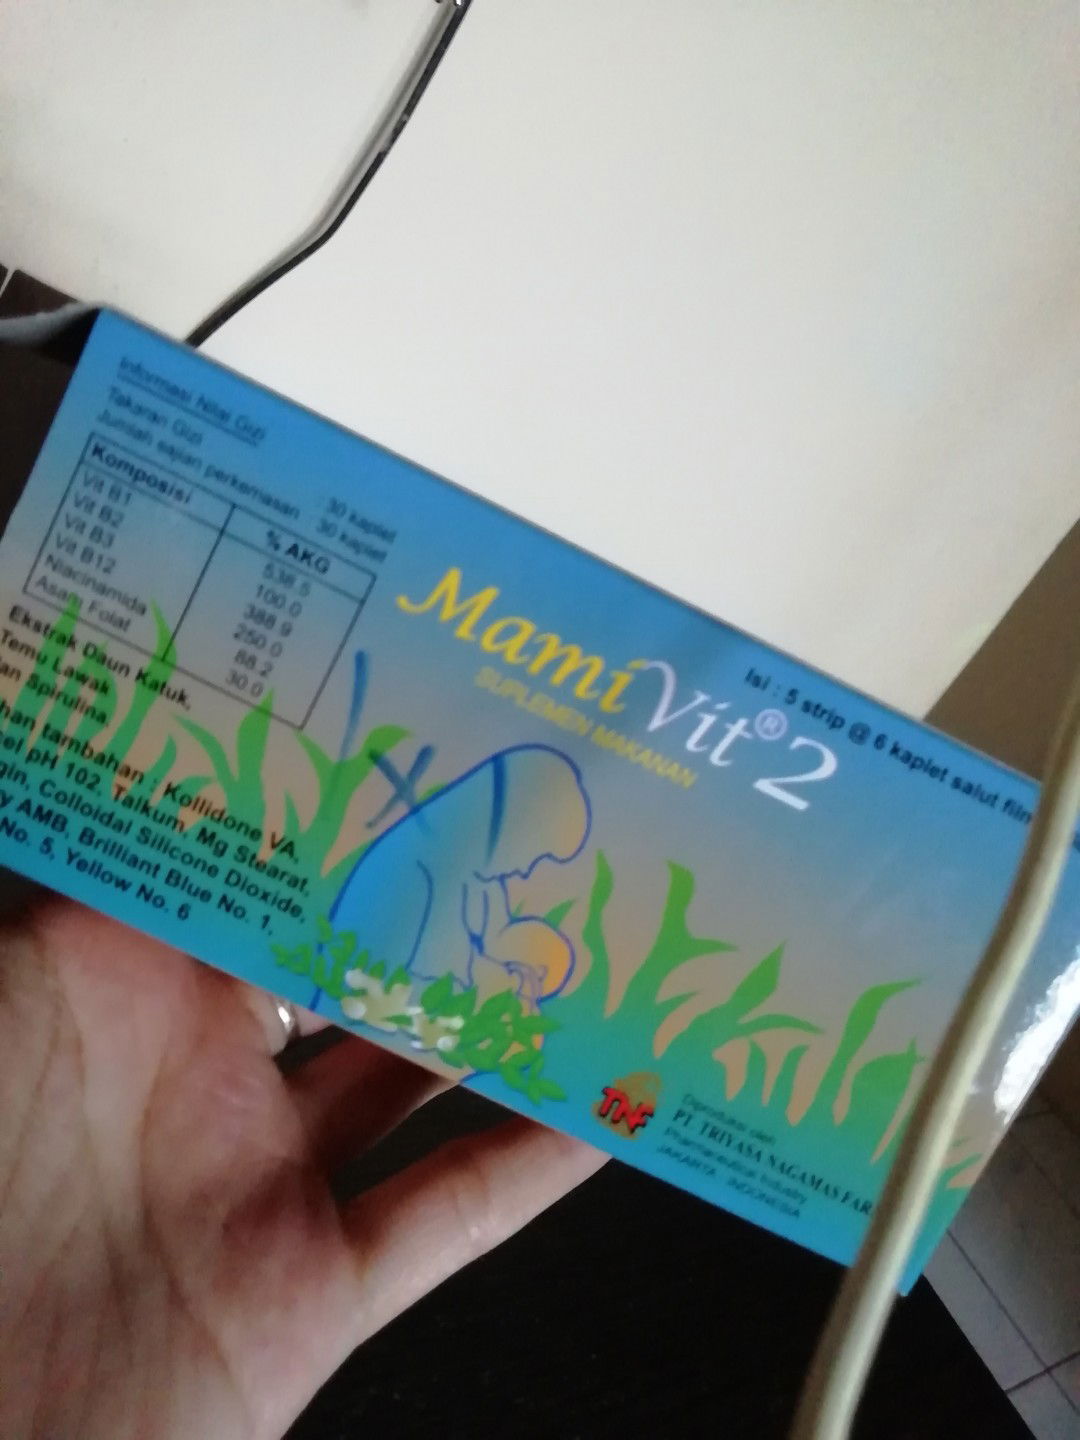 Informasi Nilai Gizi
Takaran Gizi : 30 kaplet
Jumlah sajian perkemasan : 30 kaplet
Komposisi % AKG
Vit B1 538.5
Vit B2 100.0
Vit B3 388.9
Vit B12 250.0
Niacinamida 88.2
Asam Folat 30.0
Ekstrak Daun Katuk,
Temu Lawak
an Spirulina
han tambahan : Kollidone VA,
cel pH 102, Talkum, Mg Stearat,
gin, Colloidal Silicone Dioxide,
y AMB, Brilliant Blue No. 1,
No. 5, Yellow No. 6
MamiVit® 2
SUPLEMEN MAKANAN
Isi : 5 strip @ 6 kaplet salut film
TNF
Diproduksi oleh
PT TRIYASA NAGAMAS FAR
Pharmaceutical Industry
JAKARTA - INDONESIA